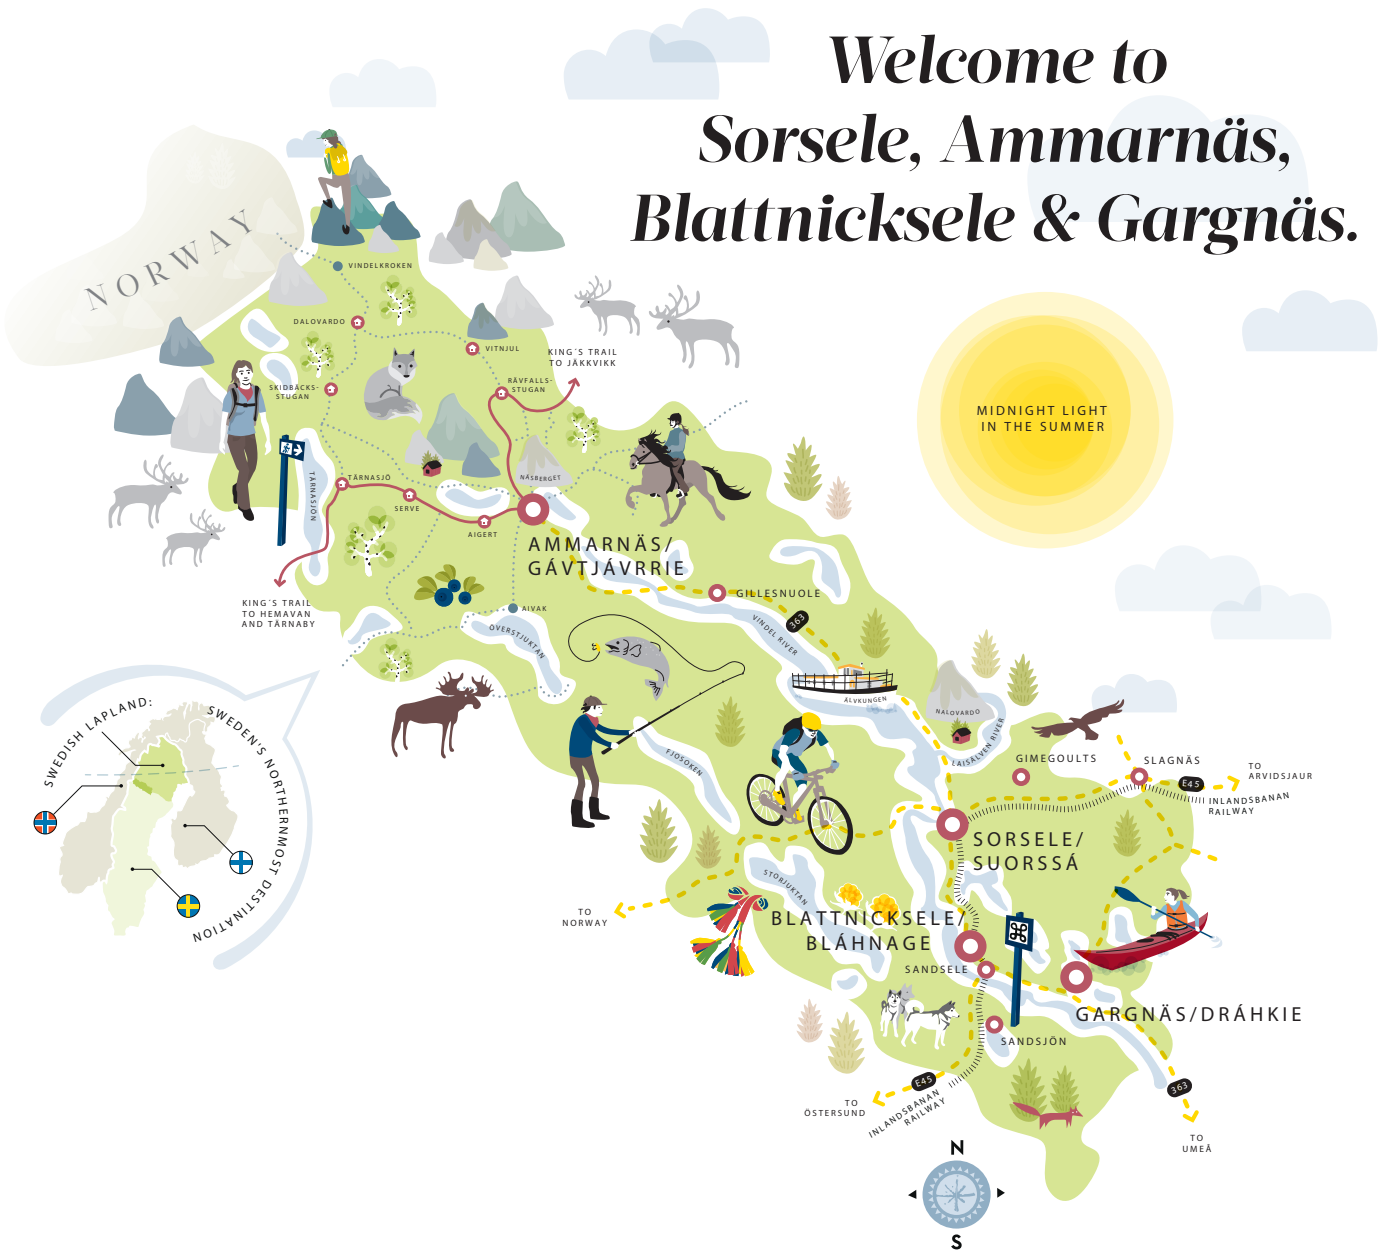 Welcome to
Sorsele, Ammarnäs,
Blattnicksele & Gargnäs.
NORWAY
VINDELKROKEN
DALOVARDO
VITNJUL
KING´S TRAIL
TO JÄKKVIKK
SKIDBÄCKS-
STUGAN
RÄVFALLS-
STUGAN
MIDNIGHT LIGHT
IN THE SUMMER
TÄRNASJÖN
TÄRNASJÖ
SERVE
AIGERT
NÄSBERGET
AMMARNÄS/
GÁVTJÁVRRIE
KING´S TRAIL
TO HEMAVAN
AND TÄRNABY
AIVAK
ÖVERSTJUKTAN
GILLESNUOLE
363
VINDEL RIVER
ÄLVKUNGEN
NALOVARDO
LAISÄLVEN RIVER
FJOSOKEN
GIMEGOULTS
SLAGNÄS
E45
TO
ARVIDSJAUR
INLANDSBANAN
RAILWAY
SWEDISH LAPLAND:
SWEDEN'S NORTHERNMOST DESTINATION
SORSELE/
SUORSSÁ
STORJUKTAN
TO
NORWAY
BLATTNICKSELE/
BLÁHNAGE
SANDSELE
GARGNÄS/DRÁHKIE
SANDSJÖN
E45
TO
ÖSTERSUND
INLANDSBANAN
RAILWAY
363
TO
UMEÅ
N
S